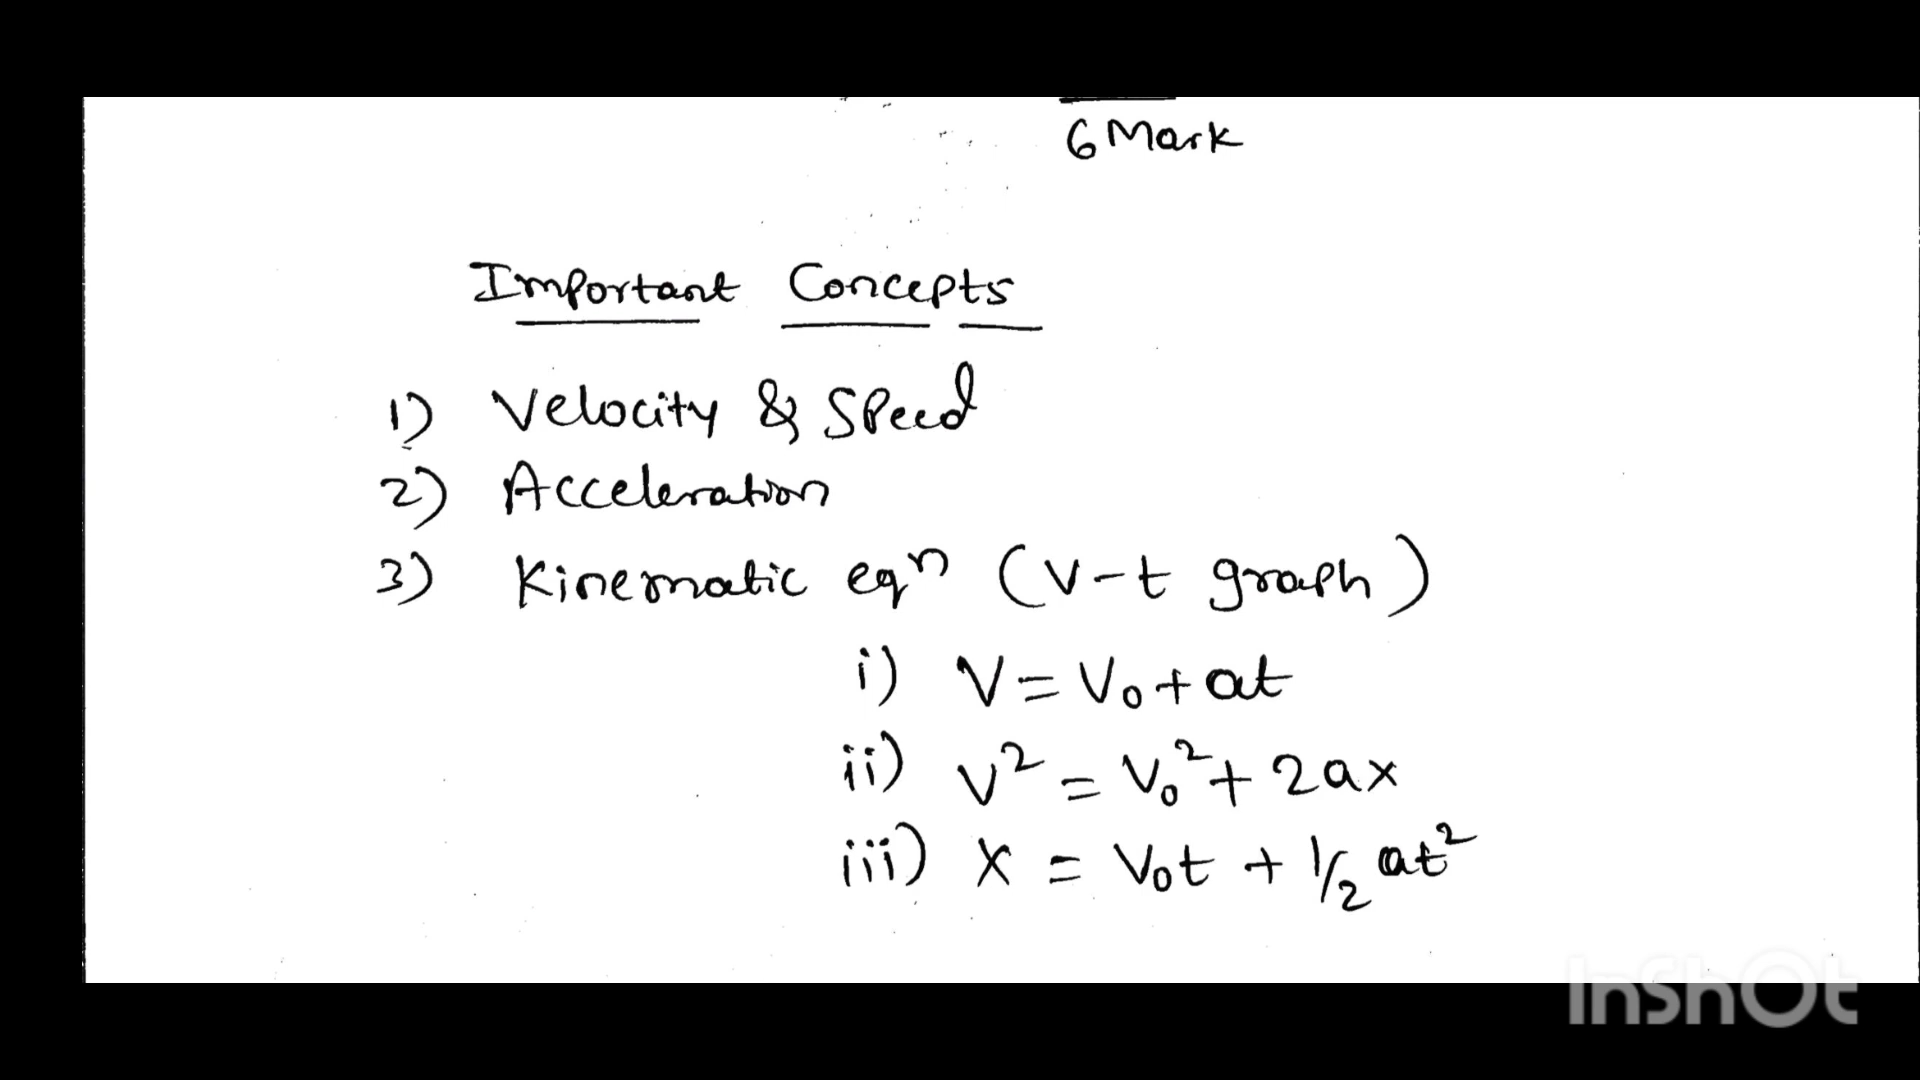 6 Mark
Important Concepts
1) Velocity & Speed
2) Acceleration
3) Kinematic eqⁿ (v-t graph)
i) V = V₀ + at
ii) V² = V₀² + 2ax
iii) X = V₀t + 1/2 at²
InShOt